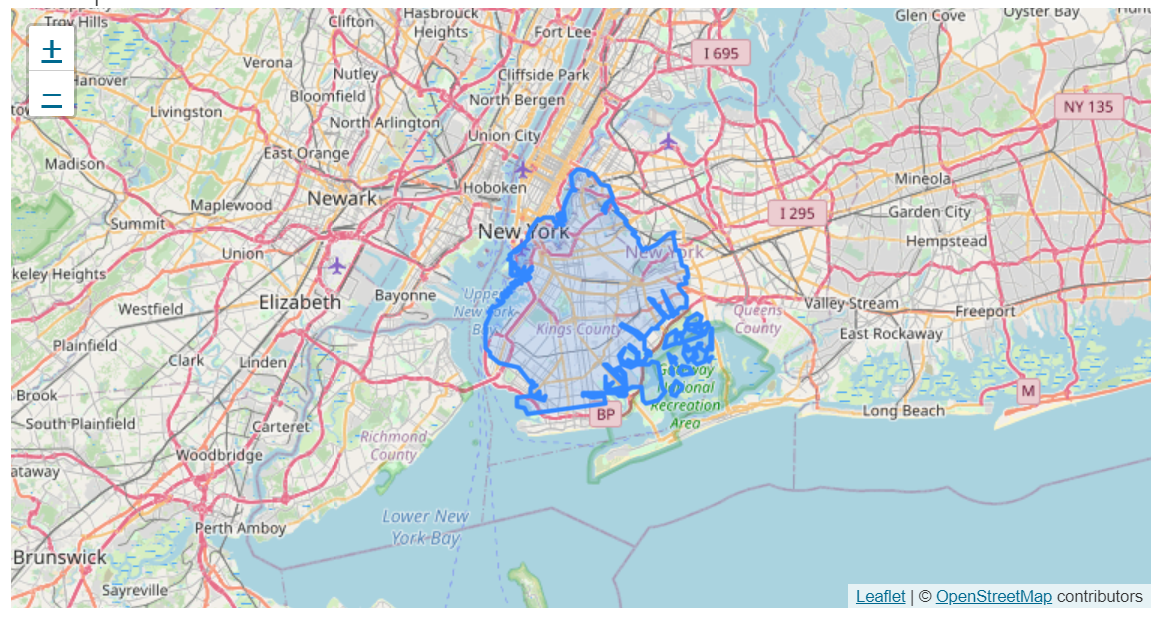 Troy Hills
Clifton
Hasbrouck
Heights
Fort Lee
I 695
Glen Cove
Oyster Bay
+
−
Hanover
Verona
Nutley
Cliffside Park
Bloomfield
North Bergen
NY 135
Livingston
North Arlington
Union City
East Orange
Madison
Hoboken
Mineola
Newark
Maplewood
I 295
Garden City
Summit
New York
Union
New York
Hempstead
keley Heights
Elizabeth
Bayonne
Upper
New York
Bay
Valley Stream
Westfield
Queens
County
Freeport
Kings County
East Rockaway
Plainfield
Clark
Linden
National
Recreation
Area
Brook
M
BP
Long Beach
South Plainfield
Carteret
Richmond
County
Woodbridge
ataway
Lower New
York Bay
Perth Amboy
Brunswick
Sayreville
Leaflet | © OpenStreetMap contributors